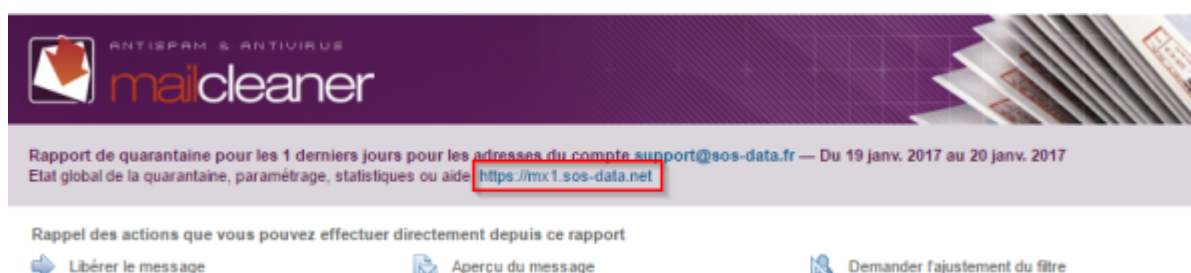 ANTISPAM & ANTIVIRUS
mailcleaner
Rapport de quarantaine pour les 1 derniers jours pour les adresses du compte support@sos-data.fr — Du 19 janv. 2017 au 20 janv. 2017
Etat global de la quarantaine, paramétrage, statistiques ou aide https://mx1.sos-data.net
Rappel des actions que vous pouvez effectuer directement depuis ce rapport
Libérer le message Aperçu du message Demander l'ajustement du filtre